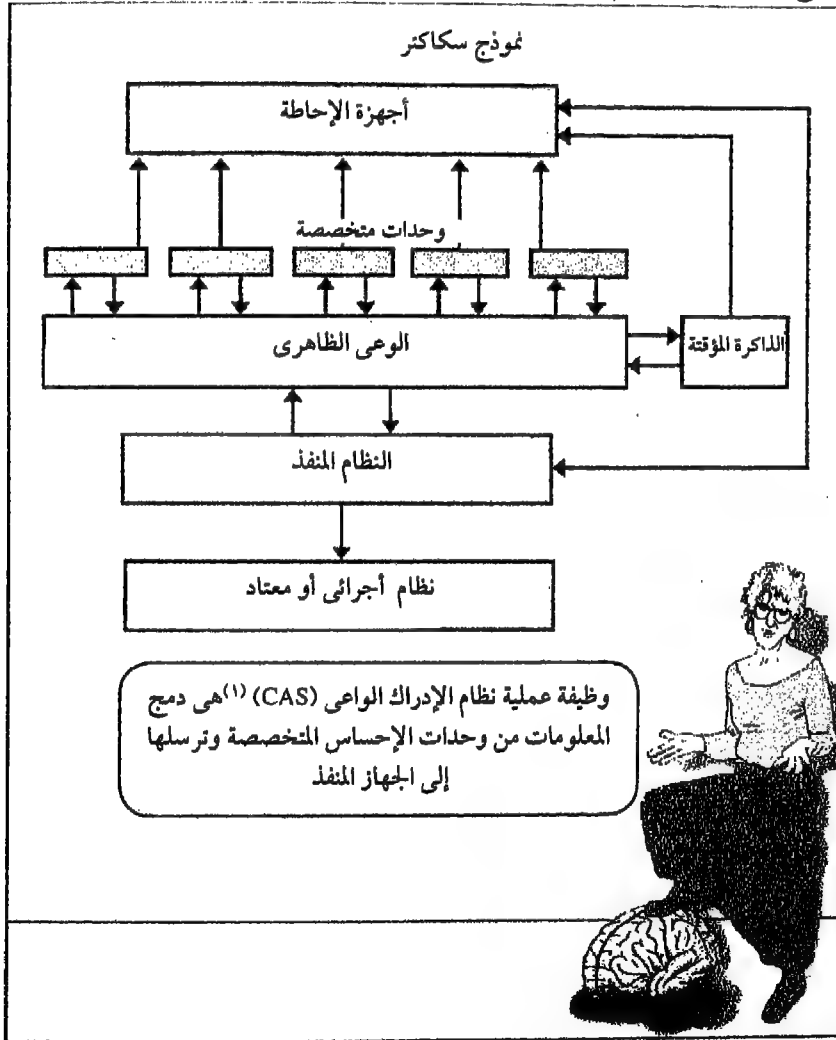 نموذج سكاكتر
أجهزة الإحاطة
وحدات متخصصة
الوعى الظاهرى
الذاكرة المؤقتة
النظام المنفذ
نظام أجرائى أو معتاد
وظيفة عملية نظام الإدراك الواعى (CAS) (١)هى دمج
المعلومات من وحدات الإحساس المتخصصة وترسلها
إلى الجهاز المنفذ